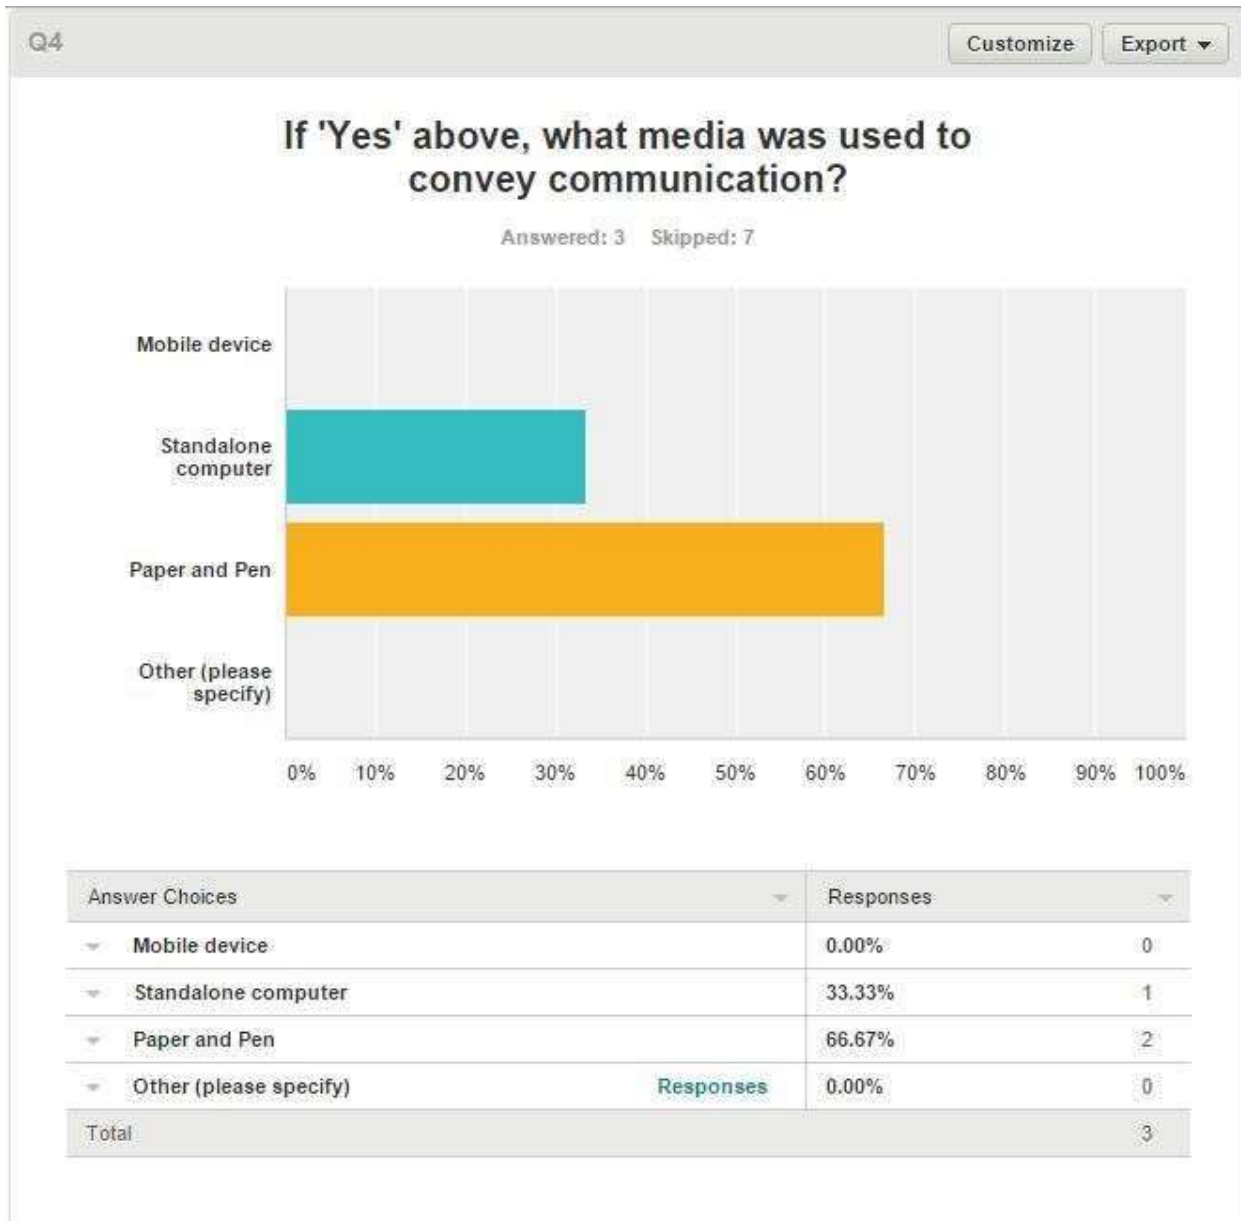 Q4
Customize
Export
If 'Yes' above, what media was used to
convey communication?
Answered: 3 Skipped: 7
Mobile device
Standalone
computer
Paper and Pen
Other (please
specify)
0% 10% 20% 30% 40% 50% 60% 70% 80% 90% 100%
Answer Choices Responses
Mobile device 0.00% 0
Standalone computer 33.33% 1
Paper and Pen 66.67% 2
Other (please specify) Responses 0.00% 0
Total 3